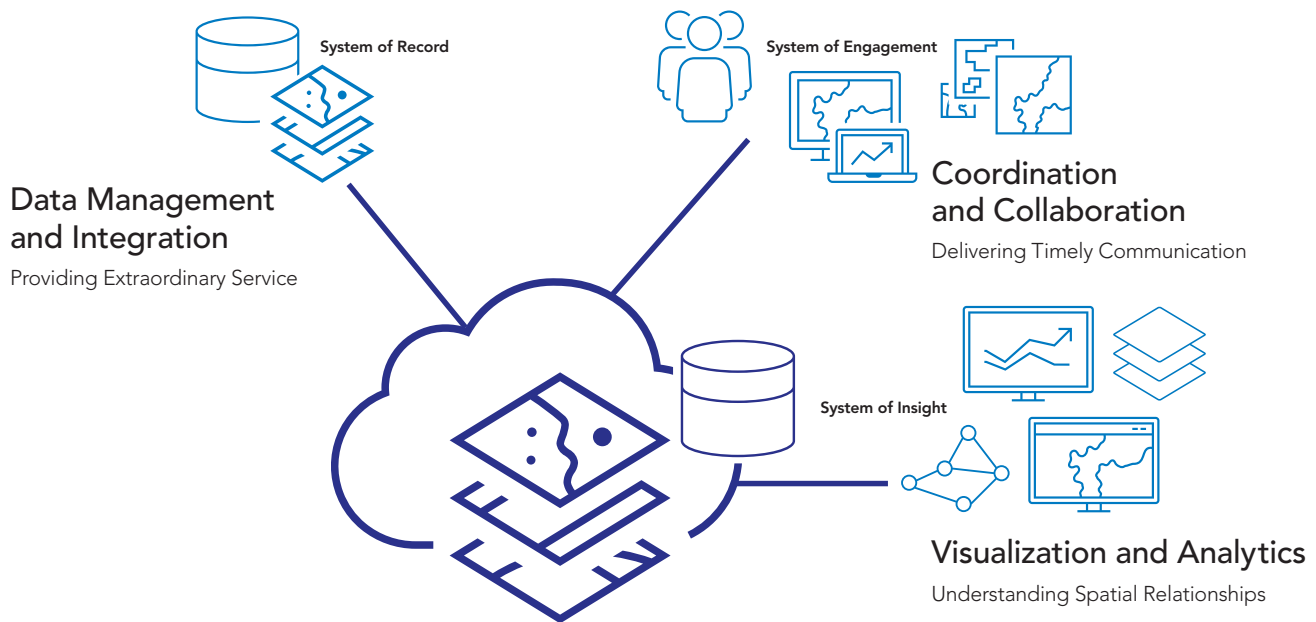 System of Record
Data Management
and Integration
Providing Extraordinary Service
System of Engagement
Coordination
and Collaboration
Delivering Timely Communication
System of Insight
Visualization and Analytics
Understanding Spatial Relationships